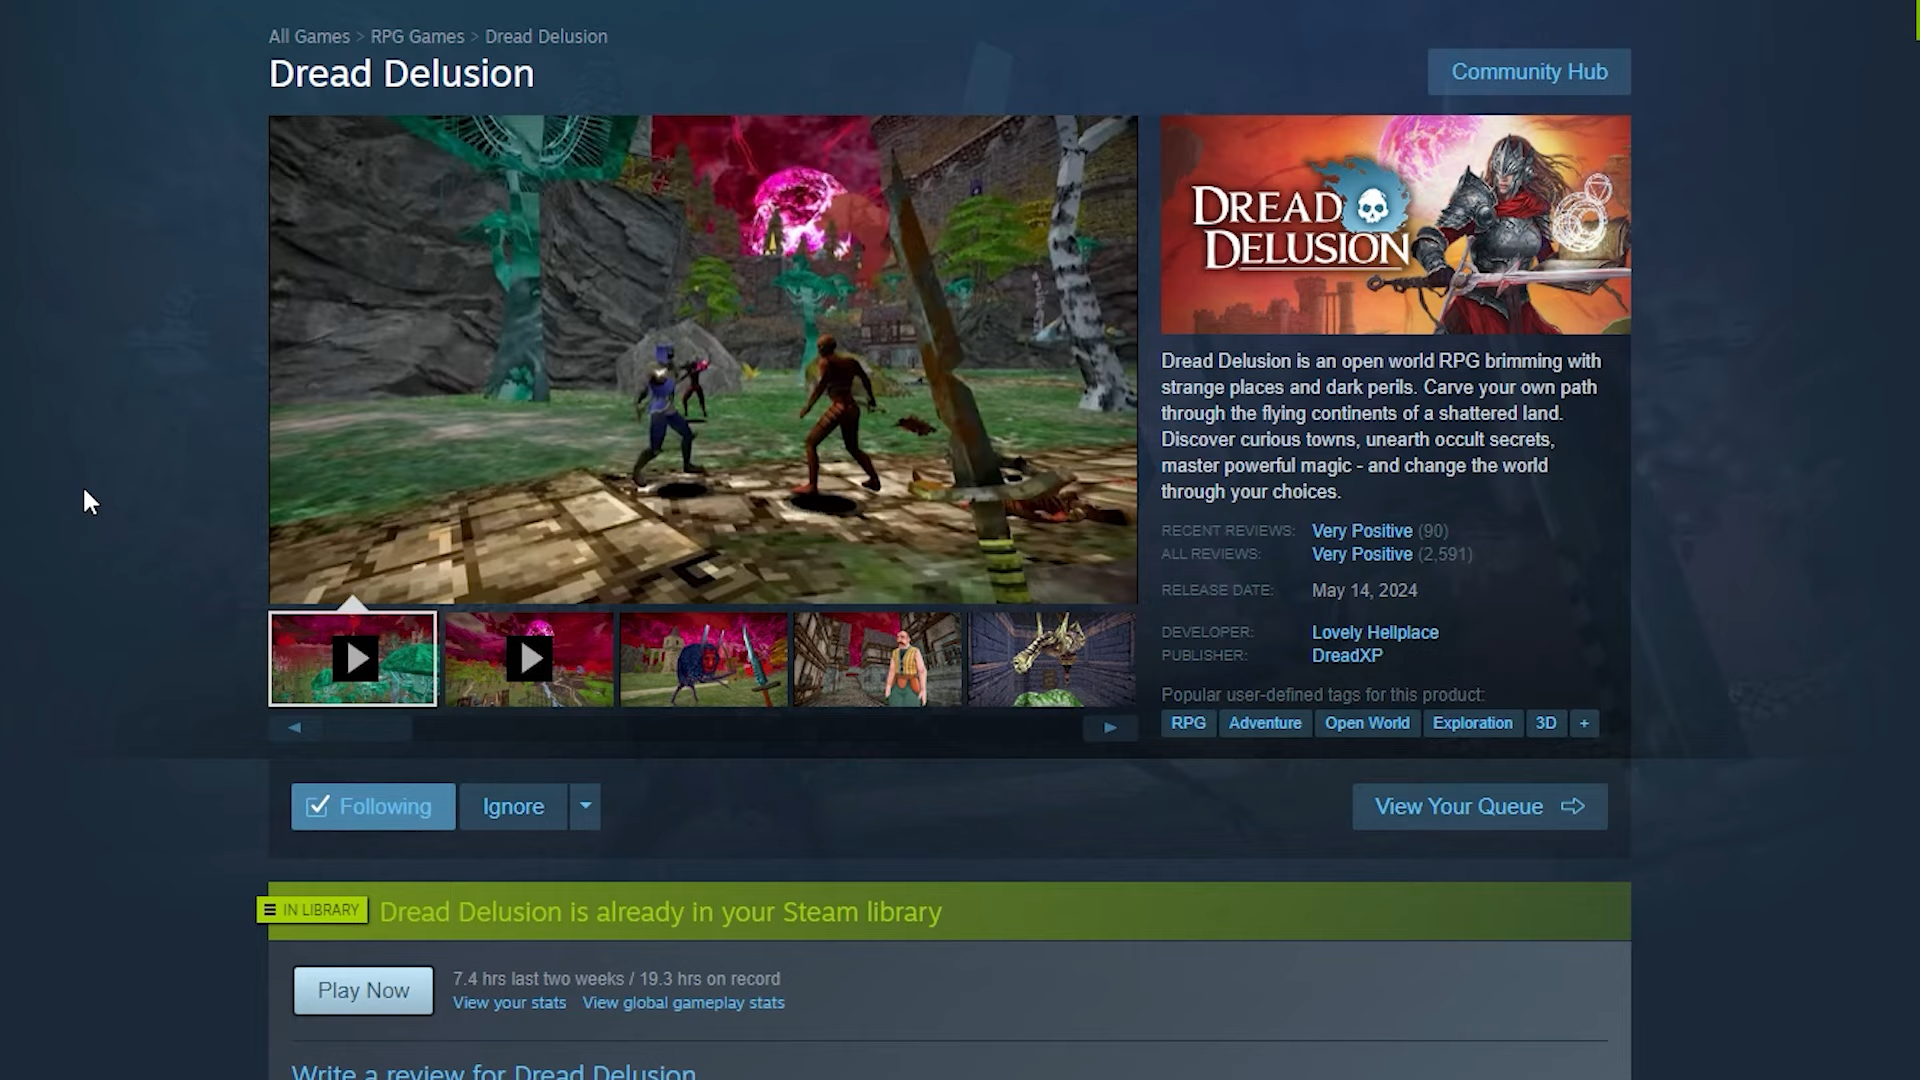 All Games > RPG Games > Dread Delusion
Dread Delusion
Community Hub
DREAD
DELUSION
Dread Delusion is an open world RPG brimming with
strange places and dark perils. Carve your own path
through the flying continents of a shattered land.
Discover curious towns, unearth occult secrets,
master powerful magic - and change the world
through your choices.
RECENT REVIEWS: Very Positive (90)
ALL REVIEWS: Very Positive (2,591)
RELEASE DATE: May 14, 2024
DEVELOPER: Lovely Hellplace
PUBLISHER: DreadXP
Popular user-defined tags for this product:
RPG Adventure Open World Exploration 3D +
Following Ignore View Your Queue
IN LIBRARY Dread Delusion is already in your Steam library
Play Now
7.4 hrs last two weeks / 19.3 hrs on record
View your stats View global gameplay stats
Write a review for Dread Delusion